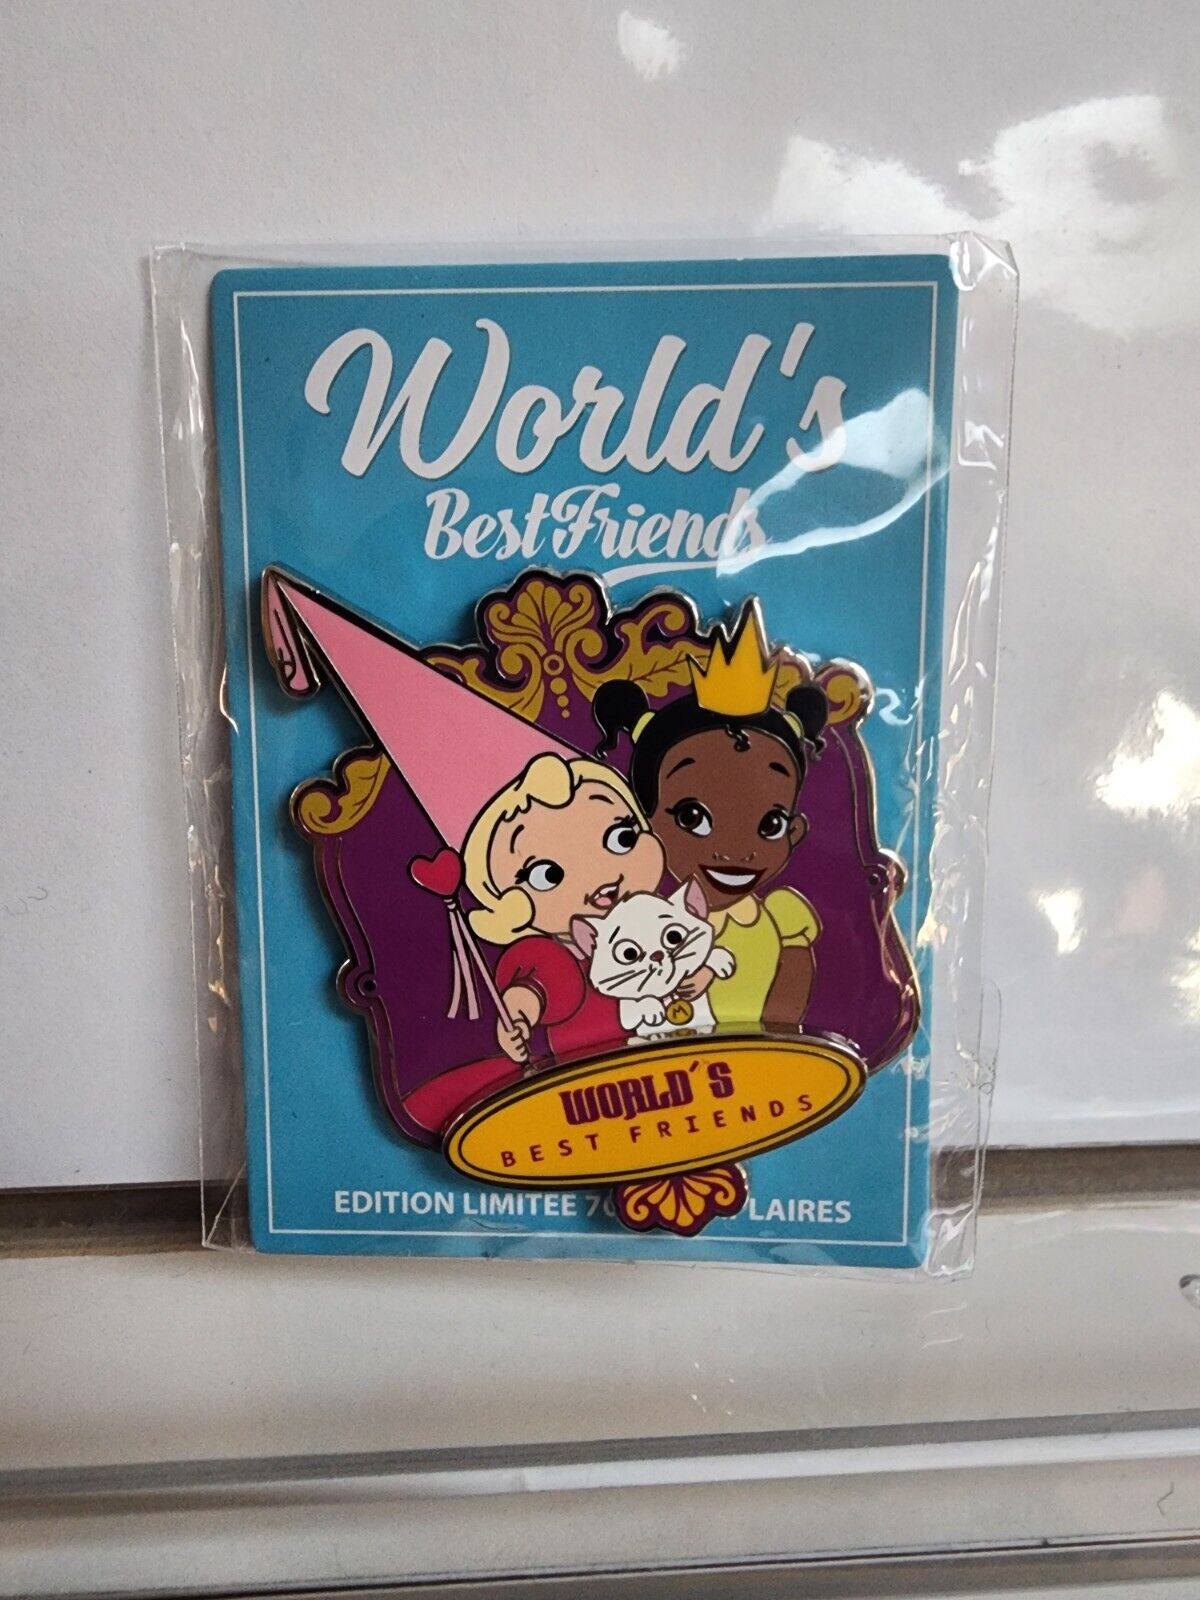 World's
Best Friends
M
WORLD'S
BEST FRIENDS
EDITION LIMITEE